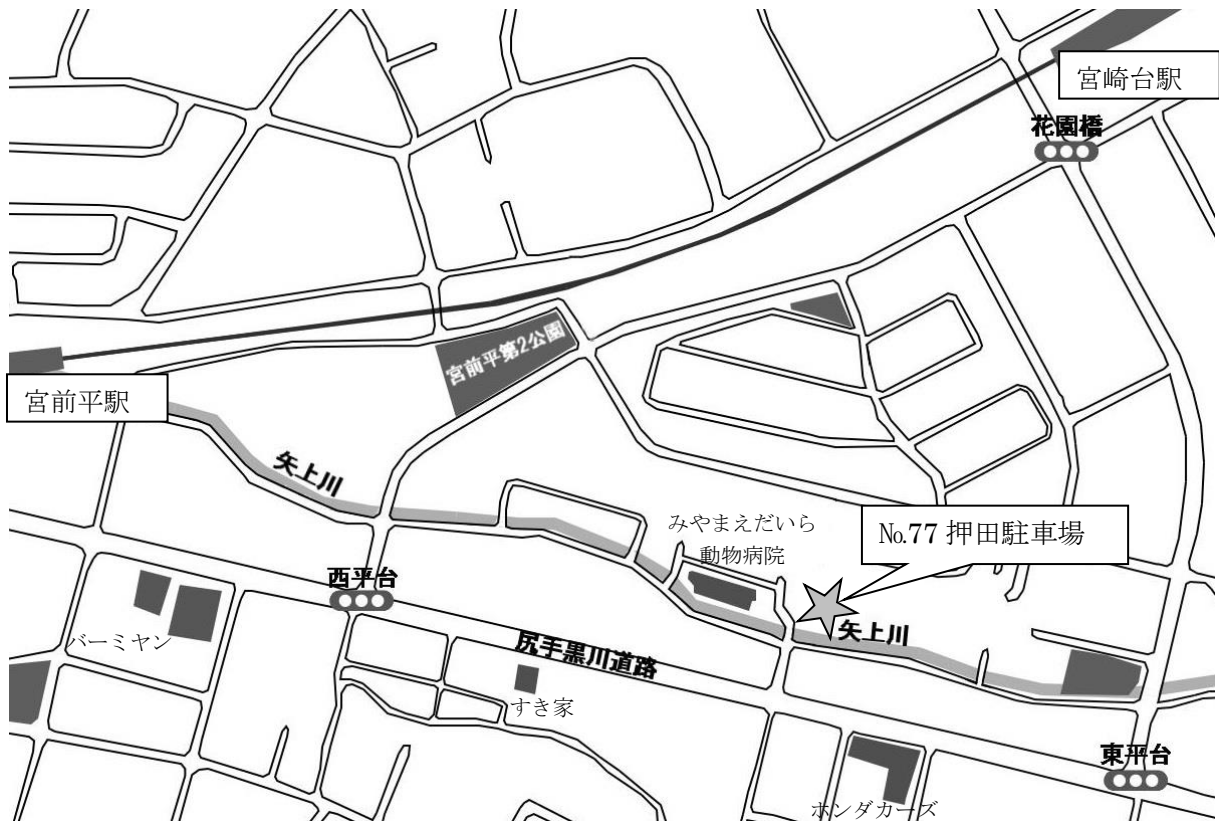 宮崎台駅
花園橋
宮前平第2公園
宮前平駅
矢上川
みやまえだいら
動物病院
№77 押田駐車場
西平台
矢上川
バーミヤン
尻手黒川道路
すき家
東平台
ホンダカーズ